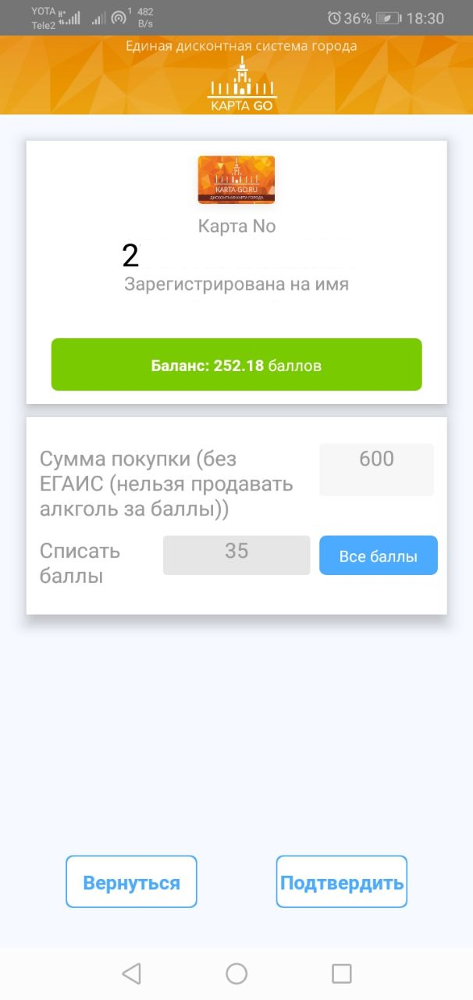 YOTA H+ 1 482
Tele2 B/s 36% 18:30
Единая дисконтная система города
КАРТА GO
KARTA-GO.RU
ДИСКОНТНАЯ КАРТА ГОРОДА
Карта No
2
Зарегистрирована на имя
Баланс: 252.18 баллов
Сумма покупки (без
ЕГАИС (нельзя продавать
алкголь за баллы))
600
Списать
баллы
35
Все баллы
Вернуться
Подтвердить